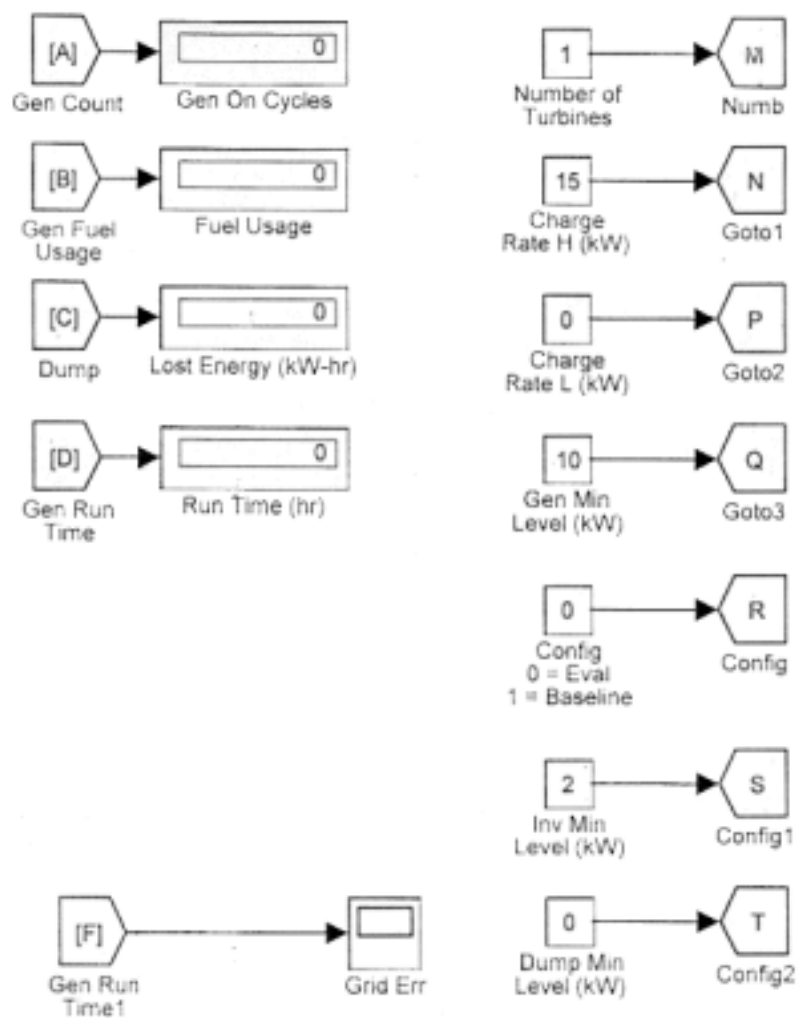 [A]
0
Gen Count
Gen On Cycles
[B]
0
Gen Fuel
Usage
Fuel Usage
[C]
0
Dump
Lost Energy (kW-hr)
[D]
0
Gen Run
Time
Run Time (hr)
[F]
Gen Run
Time1
Grid Err
1
M
Number of
Turbines
Numb
15
N
Charge
Rate H (kW)
Goto1
0
P
Charge
Rate L (kW)
Goto2
10
Q
Gen Min
Level (kW)
Goto3
0
R
Config
0 = Eval
1 = Baseline
Config
2
S
Inv Min
Level (kW)
Config1
0
T
Dump Min
Level (kW)
Config2